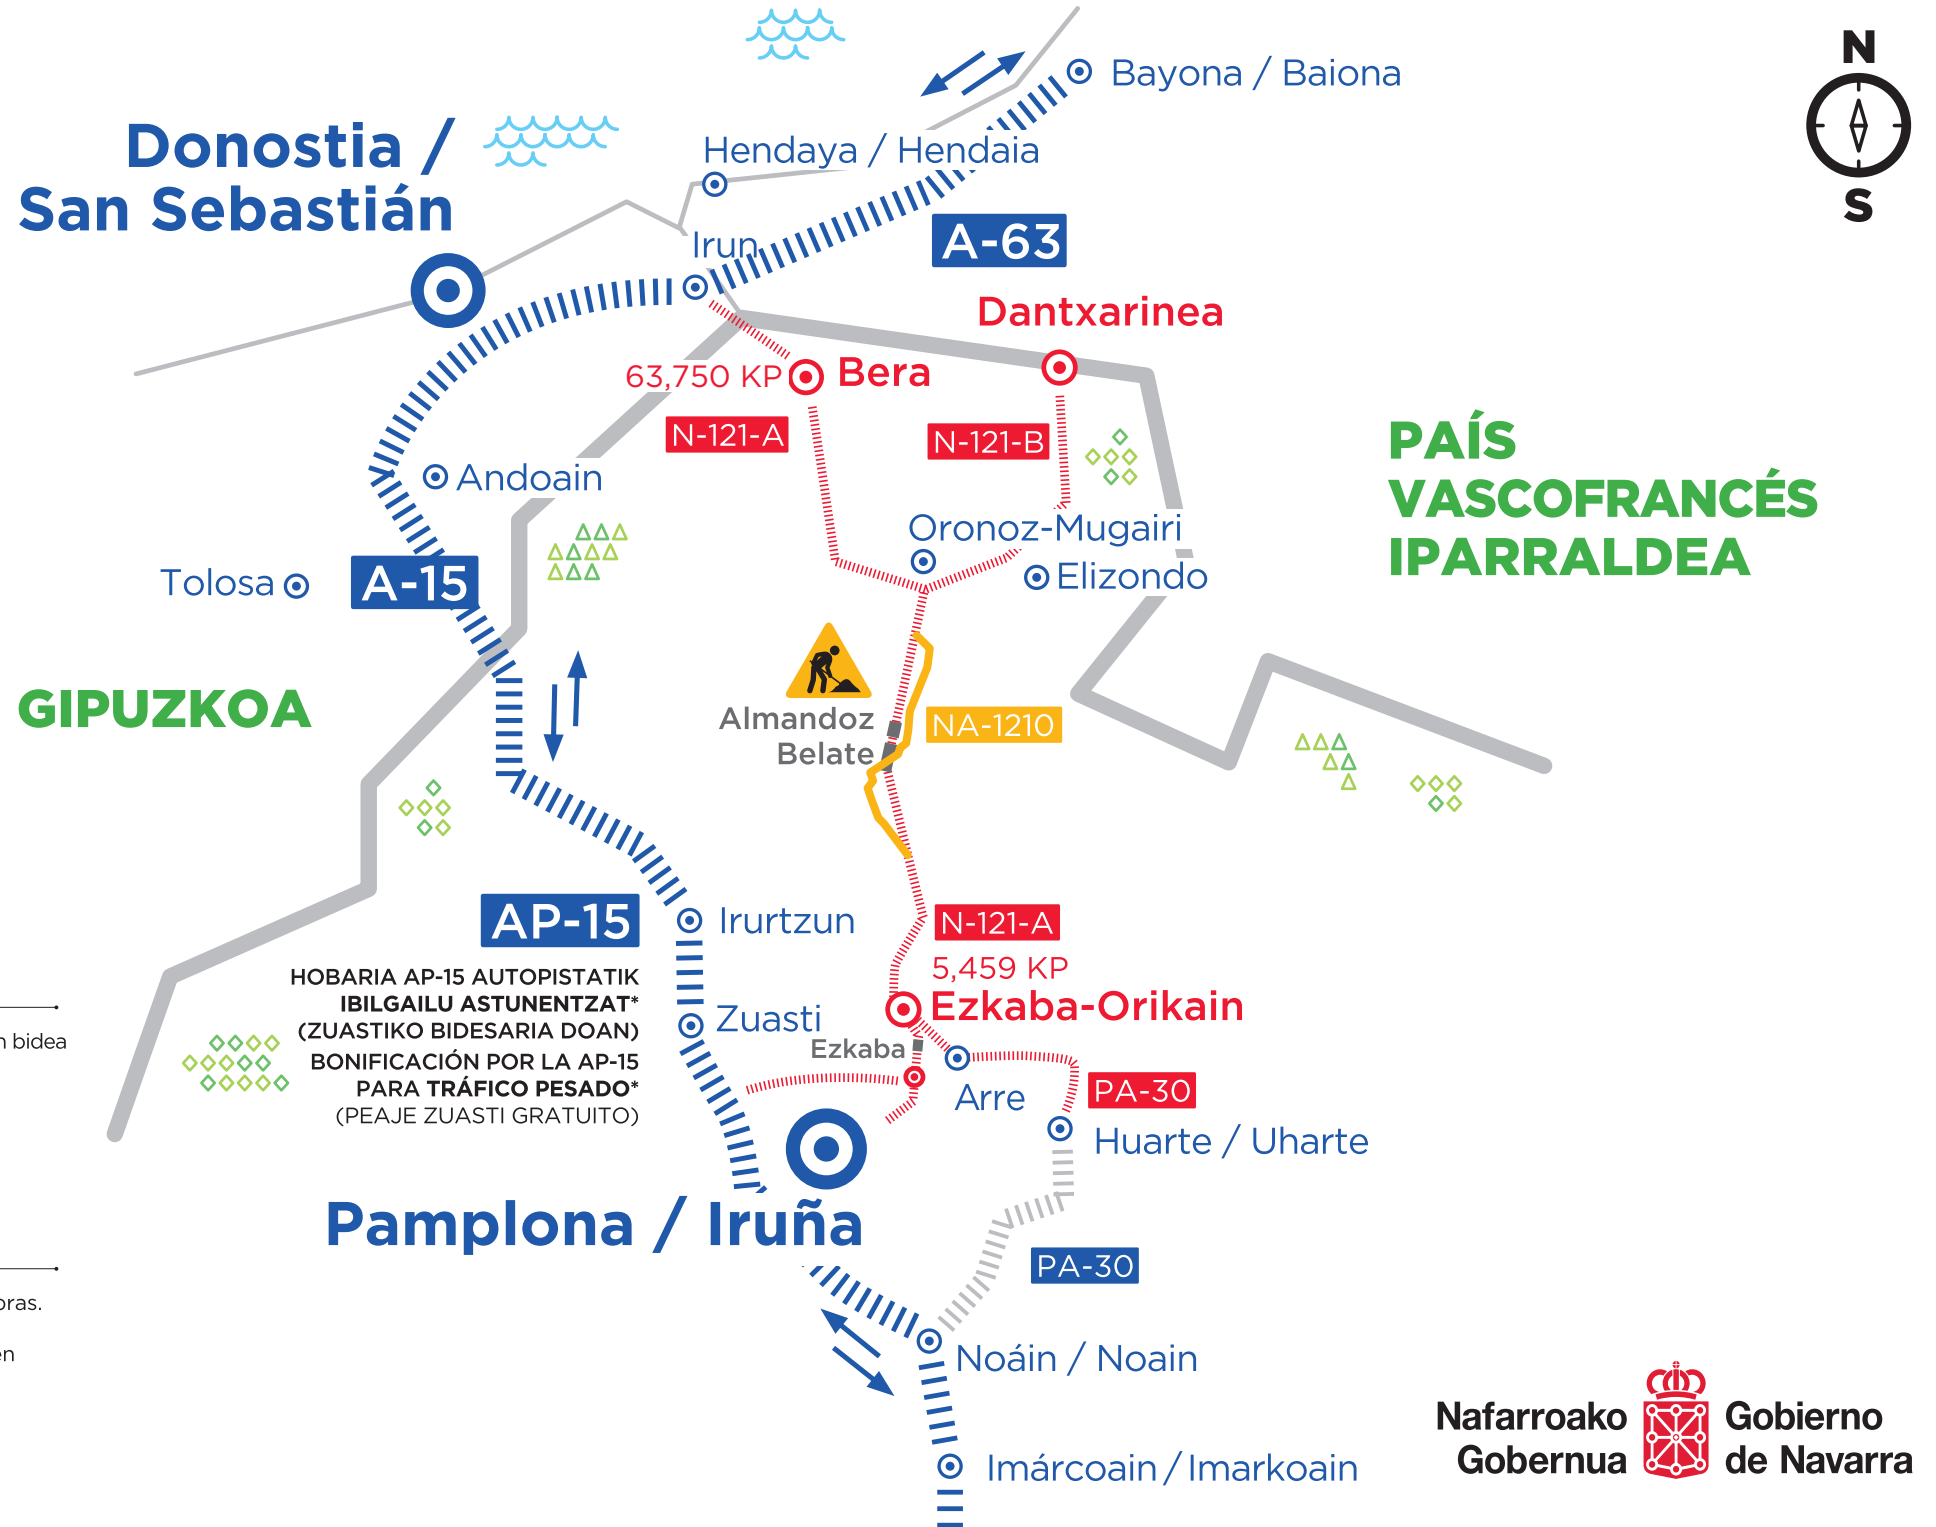 N
S
Bayona / Baiona
Donostia /
San Sebastián
Hendaya / Hendaia
Irun
A-63
Dantxarinea
63,750 KP
Bera
N-121-A
N-121-B
PAÍS
VASCOFRANCÉS
IPARRALDEA
Andoain
Oronoz-Mugairi
Elizondo
Tolosa
A-15
GIPUZKOA
Almandoz
Belate
NA-1210
AP-15
Irurtzun
N-121-A
5,459 KP
HOBARIA AP-15 AUTOPISTATIK
IBILGAILU ASTUNENTZAT*
(ZUASTIKO BIDESARIA DOAN)
BONIFICACIÓN POR LA AP-15
PARA TRÁFICO PESADO*
(PEAJE ZUASTI GRATUITO)
Ezkaba-Orikain
Zuasti
Ezkaba
bidea
Arre
PA-30
Huarte / Uharte
Pamplona / Iruña
PA-30
Noáin / Noain
Imárcoain / Imarkoain
Nafarroako
Gobernua
Gobierno
de Navarra